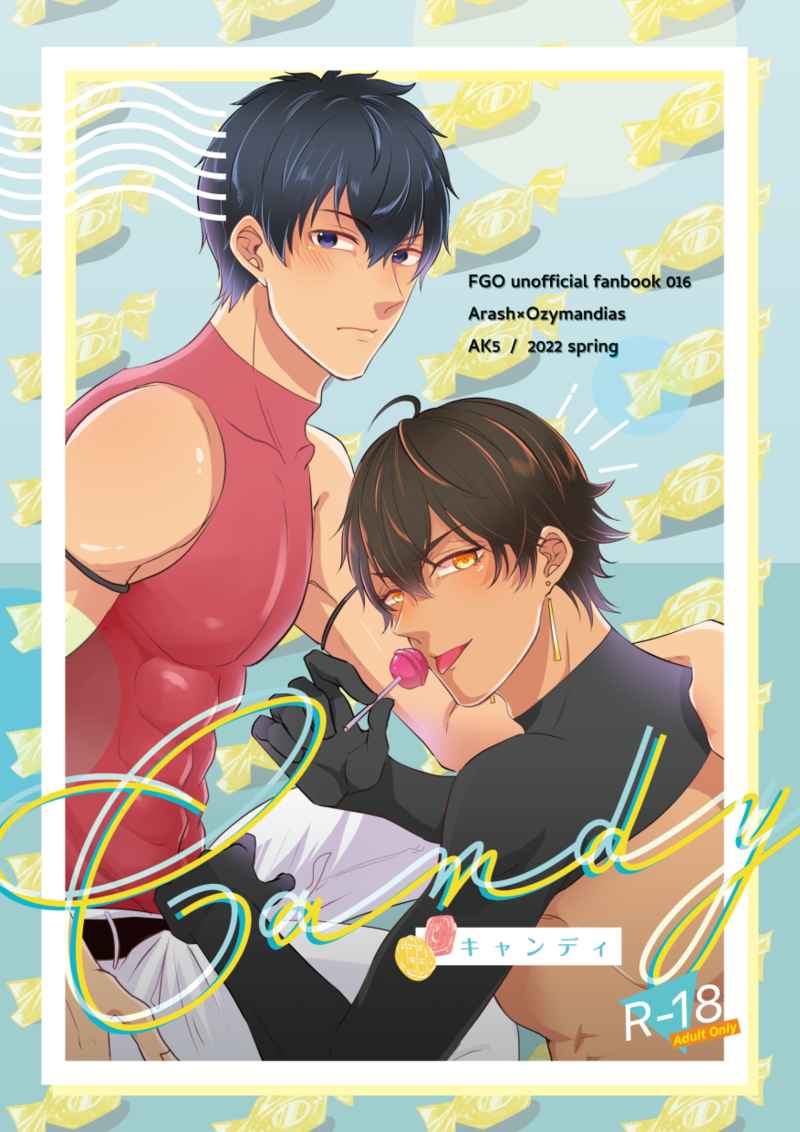 FGO unofficial fanbook 016
Arash×Ozymandias
AK5 / 2022 spring
Candy
キャンディ
R-18
Adult Only